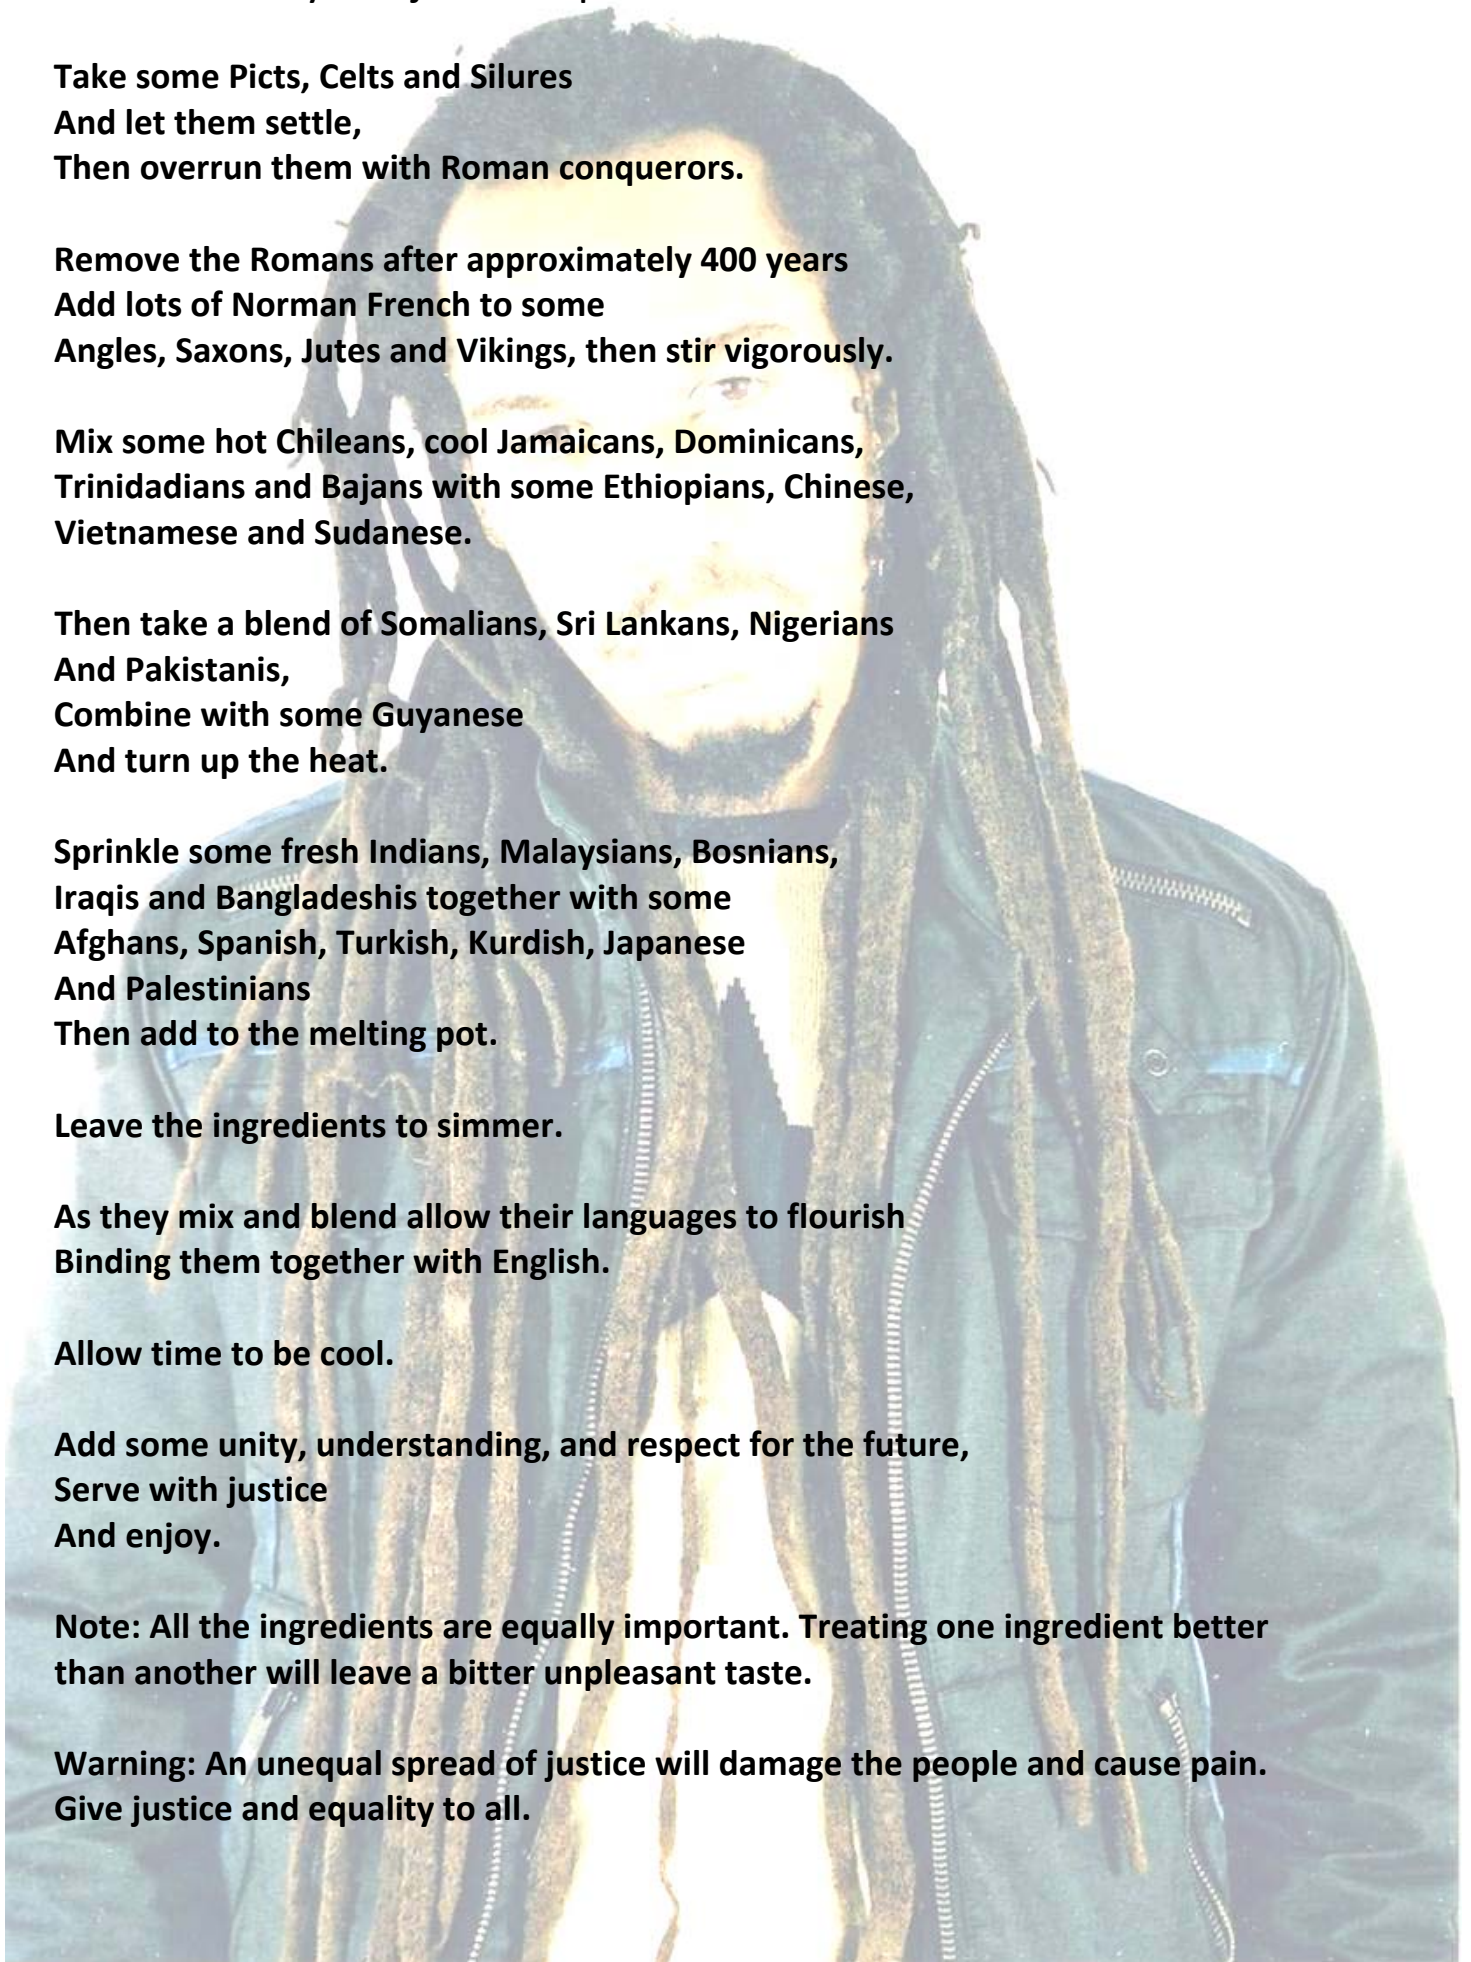 Take some Picts, Celts and Silures
And let them settle,
Then overrun them with Roman conquerors.
Remove the Romans after approximately 400 years
Add lots of Norman French to some
Angles, Saxons, Jutes and Vikings, then stir vigorously.
Mix some hot Chileans, cool Jamaicans, Dominicans,
Trinidadians and Bajans with some Ethiopians, Chinese,
Vietnamese and Sudanese.
Then take a blend of Somalians, Sri Lankans, Nigerians
And Pakistanis,
Combine with some Guyanese
And turn up the heat.
Sprinkle some fresh Indians, Malaysians, Bosnians,
Iraqis and Bangladeshis together with some
Afghans, Spanish, Turkish, Kurdish, Japanese
And Palestinians
Then add to the melting pot.
Leave the ingredients to simmer.
As they mix and blend allow their languages to flourish
Binding them together with English.
Allow time to be cool.
Add some unity, understanding, and respect for the future,
Serve with justice
And enjoy.
Note: All the ingredients are equally important. Treating one ingredient better
than another will leave a bitter unpleasant taste.
Warning: An unequal spread of justice will damage the people and cause pain.
Give justice and equality to all.